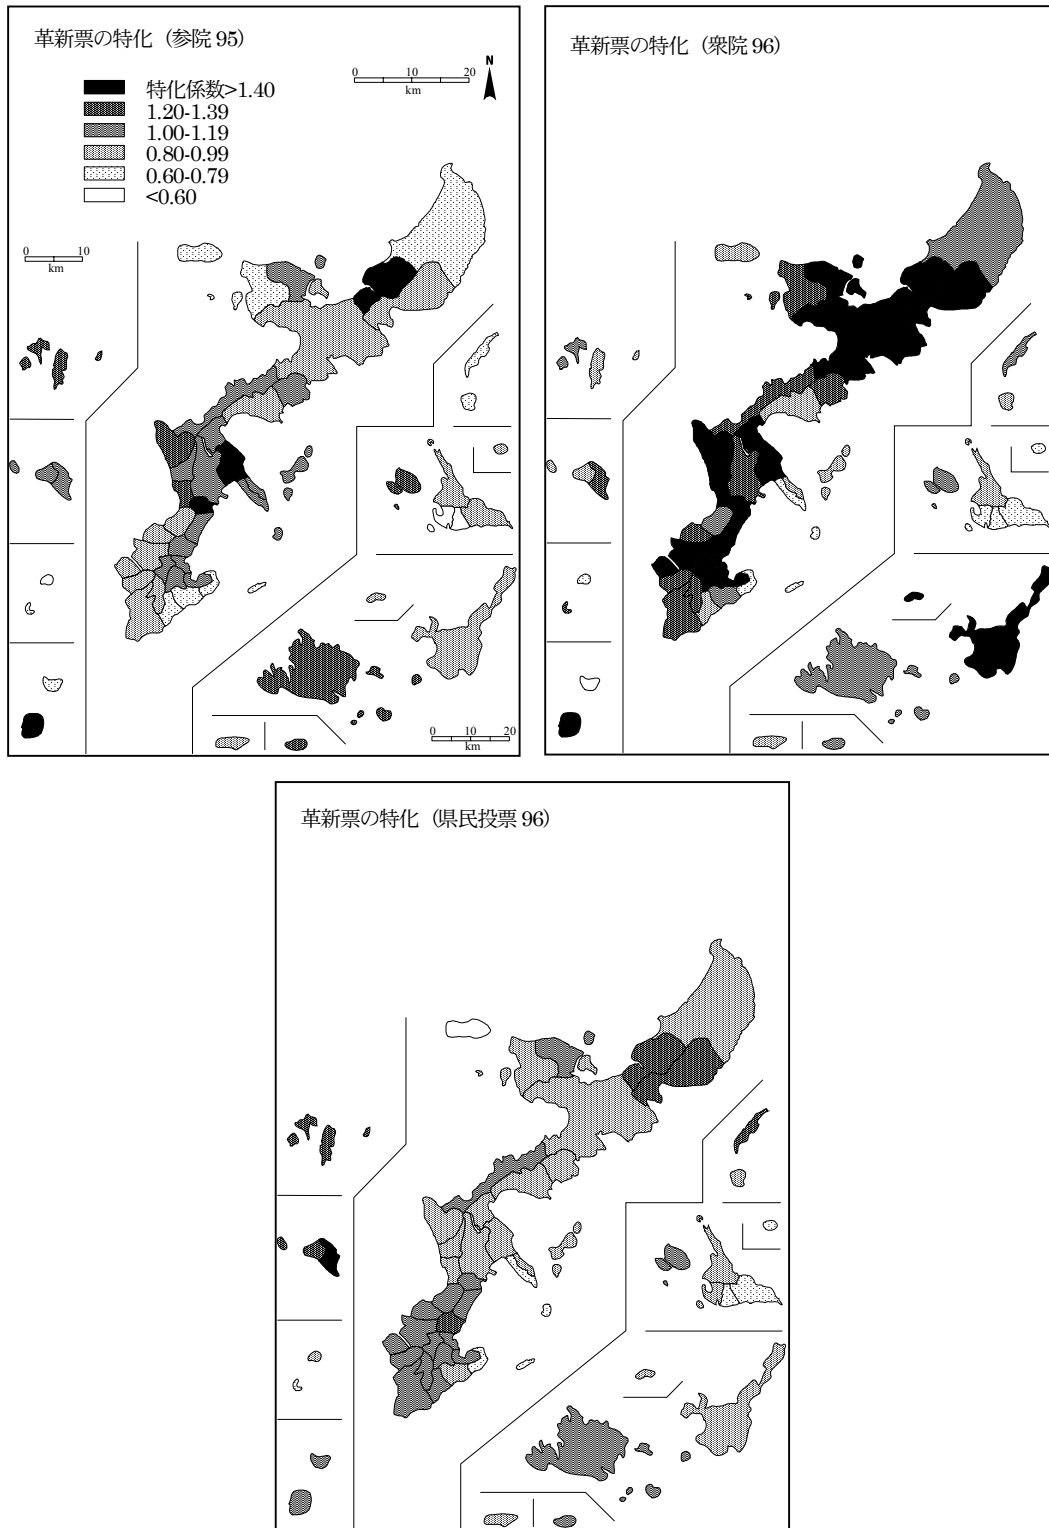 革新票の特化（参院 95）
N
0 10 20
km
特化係数>1.40
1.20-1.39
1.00-1.19
0.80-0.99
0.60-0.79
<0.60
0 10
km
0 10 20
km
革新票の特化（衆院 96）
革新票の特化（県民投票 96）